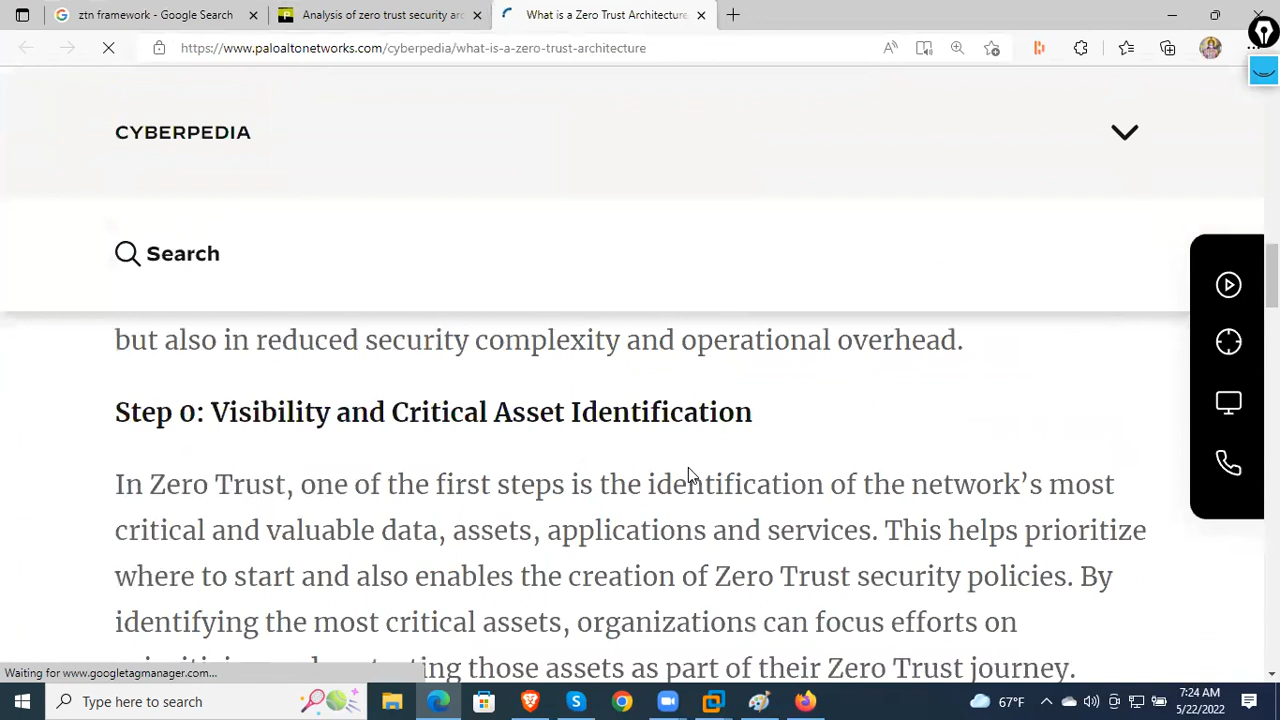 ztn framework - Google Search
Analysis of zero trust security arc
What is a Zero Trust Architecture
https://www.paloaltonetworks.com/cyberpedia/what-is-a-zero-trust-architecture
CYBERPEDIA
Search
but also in reduced security complexity and operational overhead.
Step 0: Visibility and Critical Asset Identification
In Zero Trust, one of the first steps is the identification of the network's most
critical and valuable data, assets, applications and services. This helps prioritize
where to start and also enables the creation of Zero Trust security policies. By
identifying the most critical assets, organizations can focus efforts on
those assets as part of their Zero Trust journey.
Waiting for www.googletagmanager.com...
Type here to search
67°F
7:24 AM
5/22/2022